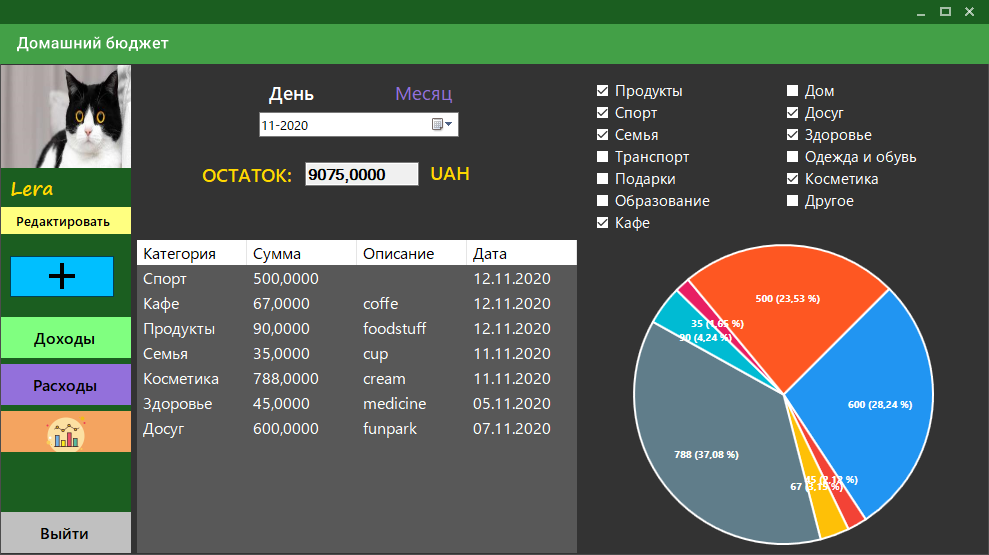 Домашний бюджет
Lera
Редактировать
Доходы
Расходы
Выйти
День Месяц
11-2020
ОСТАТОК: 9075,0000 UAH
Продукты Дом
Спорт Досуг
Семья Здоровье
Транспорт Одежда и обувь
Подарки Косметика
Образование Другое
Кафе
Категория Сумма Описание Дата
Спорт 500,0000 12.11.2020
Кафе 67,0000 coffe 12.11.2020
Продукты 90,0000 foodstuff 12.11.2020
Семья 35,0000 cup 11.11.2020
Косметика 788,0000 cream 11.11.2020
Здоровье 45,0000 medicine 05.11.2020
Досуг 600,0000 funpark 07.11.2020
500 (23,53 %)
35 (1,65 %)
90 (4,24 %)
600 (28,24 %)
788 (37,08 %)
45 (2,12 %)
67 (3,15 %)